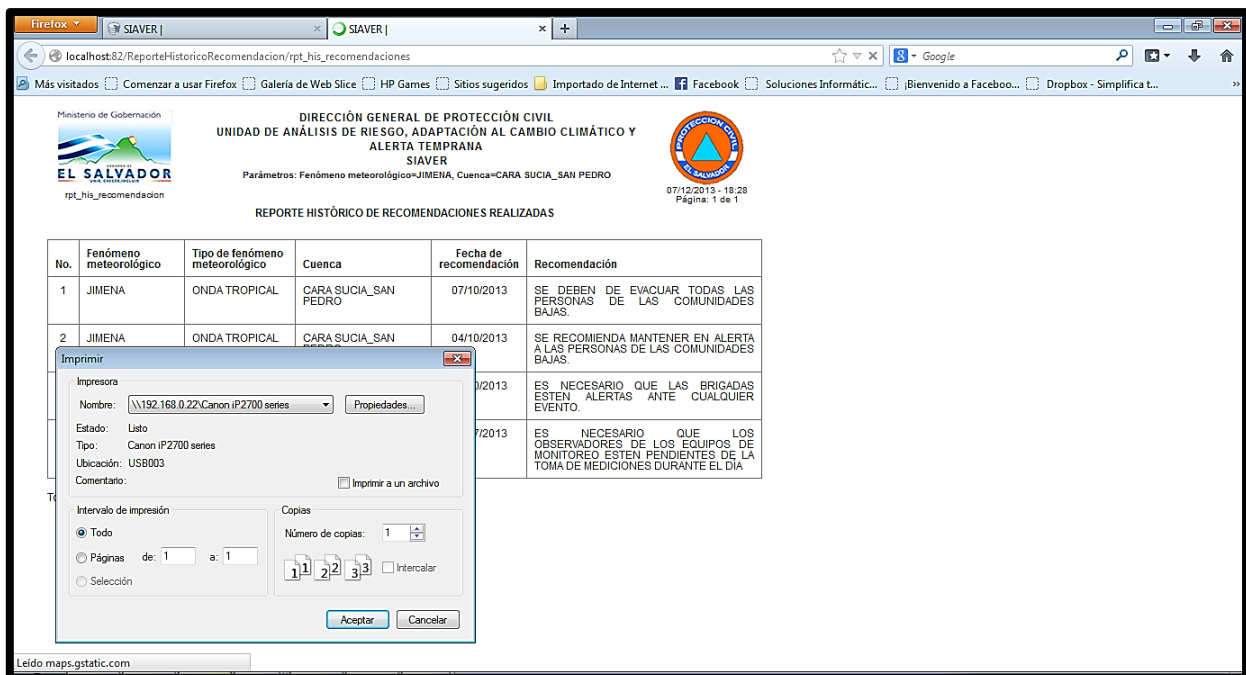 Firefox
SIAVER |
SIAVER |
localhost:82/ReporteHistoricoRecomendacion/rpt_his_recomendaciones
Google
Más visitados Comenzar a usar Firefox Galería de Web Slice HP Games Sitios sugeridos Importado de Internet ... Facebook Soluciones Informátic... ¡Bienvenido a Faceboo... Dropbox - Simplifica t...
Ministerio de Gobernación
EL SALVADOR
rpt_his_recomendacion
DIRECCIÓN GENERAL DE PROTECCIÓN CIVIL
UNIDAD DE ANÁLISIS DE RIESGO, ADAPTACIÓN AL CAMBIO CLIMÁTICO Y
ALERTA TEMPRANA
SIAVER
Parámetros: Fenómeno meteorológico=JIMENA, Cuenca=CARA SUCIA_SAN PEDRO
PROTECCION CIVIL
EL SALVADOR
07/12/2013 - 18:28
Página: 1 de 1
REPORTE HISTÓRICO DE RECOMENDACIONES REALIZADAS
No. Fenómeno meteorológico Tipo de fenómeno meteorológico Cuenca Fecha de recomendación Recomendación
1 JIMENA ONDA TROPICAL CARA SUCIA_SAN PEDRO 07/10/2013 SE DEBEN DE EVACUAR TODAS LAS PERSONAS DE LAS COMUNIDADES BAJAS.
2 JIMENA ONDA TROPICAL CARA SUCIA_SAN 04/10/2013 SE RECOMIENDA MANTENER EN ALERTA A LAS PERSONAS DE LAS COMUNIDADES BAJAS.
0/2013 ES NECESARIO QUE LAS BRIGADAS ESTEN ALERTAS ANTE CUALQUIER EVENTO.
7/2013 ES NECESARIO QUE LOS OBSERVADORES DE LOS EQUIPOS DE MONITOREO ESTEN PENDIENTES DE LA TOMA DE MEDICIONES DURANTE EL DÍA
Imprimir
Impresora
Nombre: \\192.168.0.22\Canon iP2700 series Propiedades...
Estado: Listo
Tipo: Canon iP2700 series
Ubicación: USB003
Comentario: Imprimir a un archivo
Intervalo de impresión
Todo
Páginas de: 1 a: 1
Selección
Copias
Número de copias: 1
1 1 2 2 3 3 Intercalar
Aceptar Cancelar
Leído maps.gstatic.com